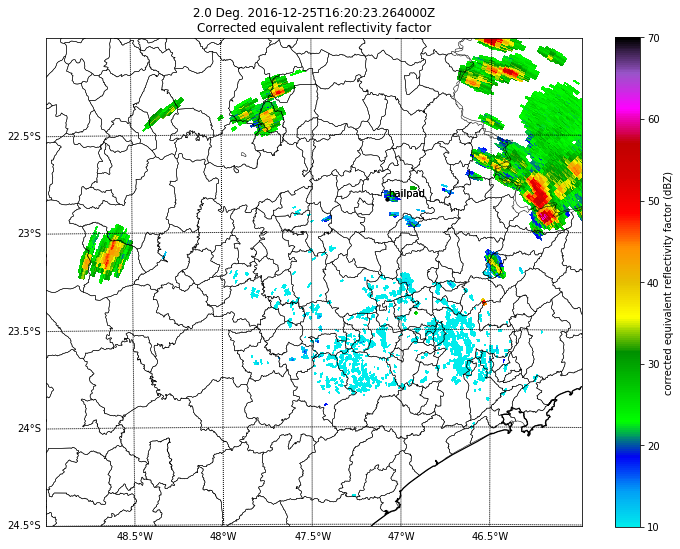 2.0 Deg. 2016-12-25T16:20:23.264000Z
Corrected equivalent reflectivity factor
70
60
50
40
30
20
10
corrected equivalent reflectivity factor (dBZ)
hailpad
22.5°S
23°S
23.5°S
24°S
24.5°S
48.5°W
48°W
47.5°W
47°W
46.5°W